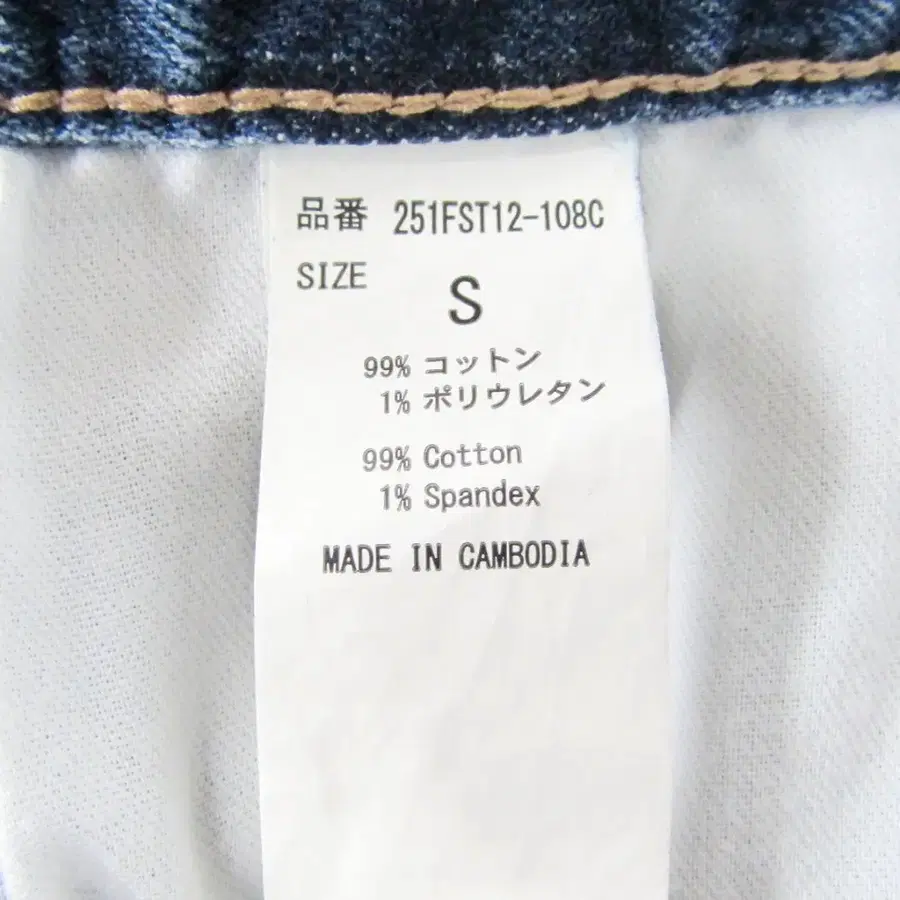 品番 251FST12-108C
SIZE
S
99% コットン
1% ポリウレタン
99% Cotton
1% Spandex
MADE IN CAMBODIA